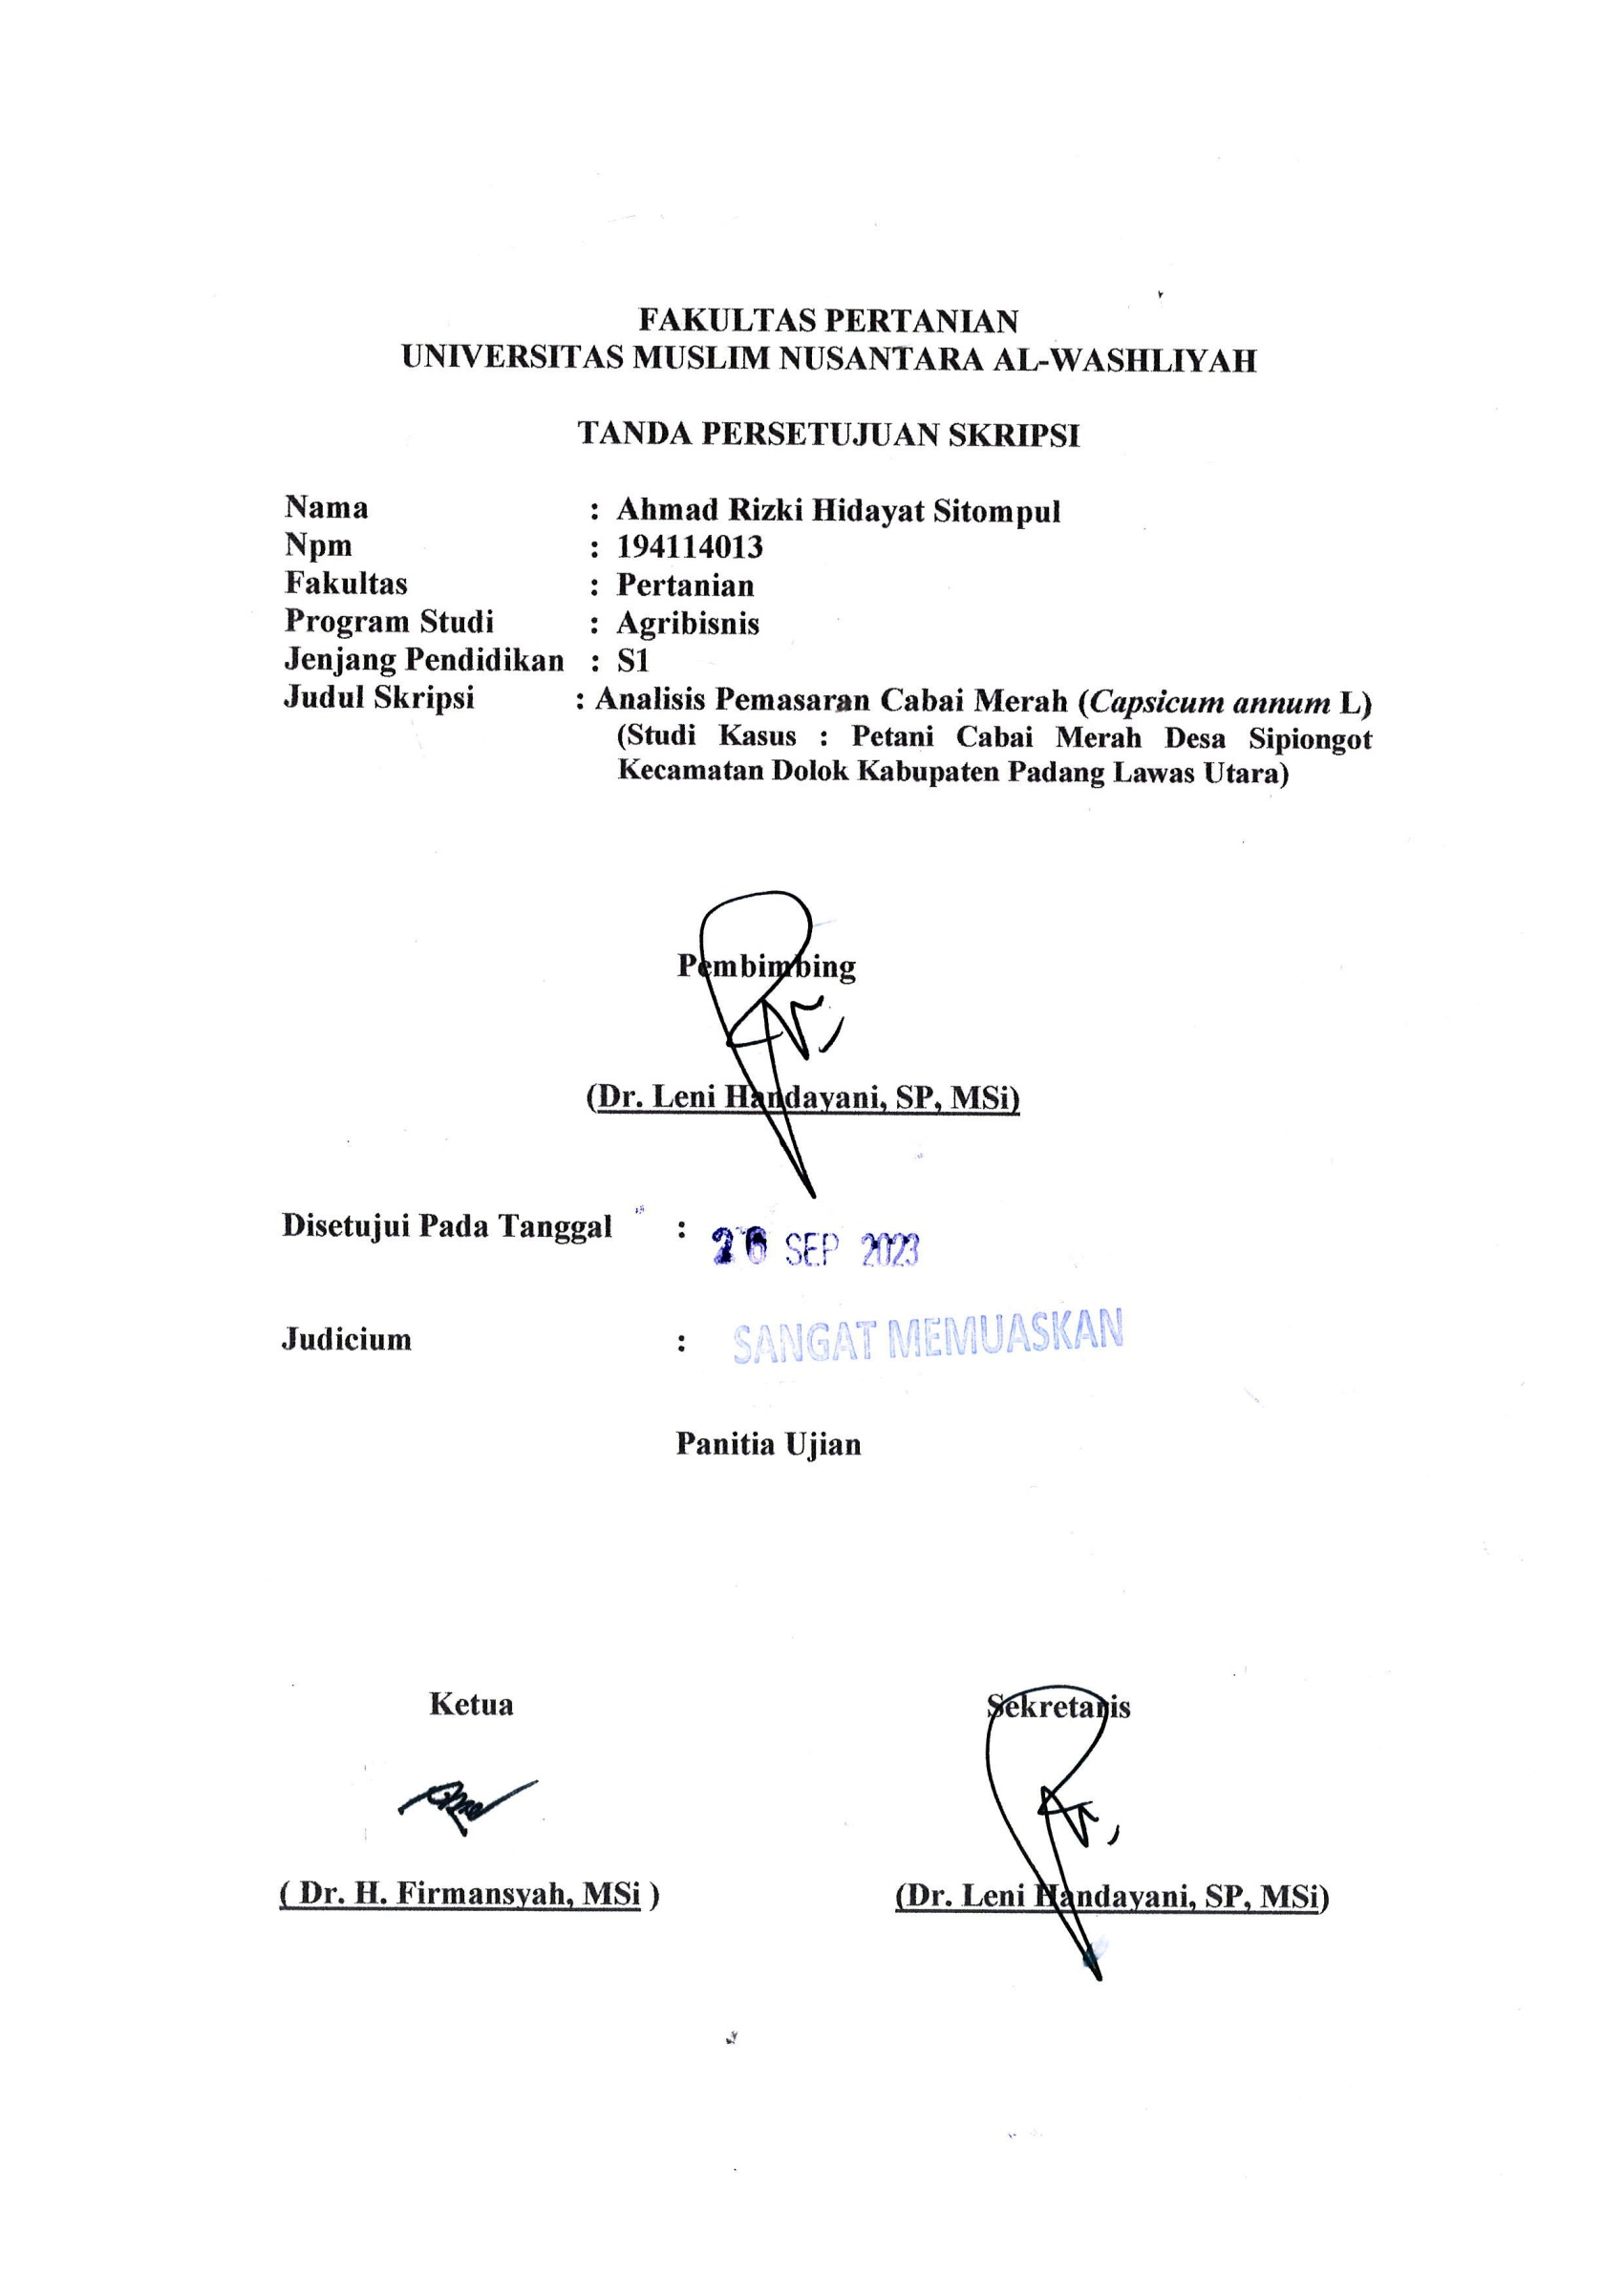 FAKULTAS PERTANIAN
UNIVERSITAS MUSLIM NUSANTARA AL-WASHLIYAH
TANDA PERSETUJUAN SKRIPSI
Nama : Ahmad Rizki Hidayat Sitompul
Npm : 194114013
Fakultas : Pertanian
Program Studi : Agribisnis
Jenjang Pendidikan : S1
Judul Skripsi : Analisis Pemasaran Cabai Merah (Capsicum annum L)
(Studi Kasus : Petani Cabai Merah Desa Sipiongot
Kecamatan Dolok Kabupaten Padang Lawas Utara)
Pembimbing
(Dr. Leni Handayani, SP, MSi)
Disetujui Pada Tanggal : 26 SEP 2023
Judicium : SANGAT MEMUASKAN
Panitia Ujian
Ketua Sekretaris
( Dr. H. Firmansyah, MSi ) (Dr. Leni Handayani, SP, MSi)